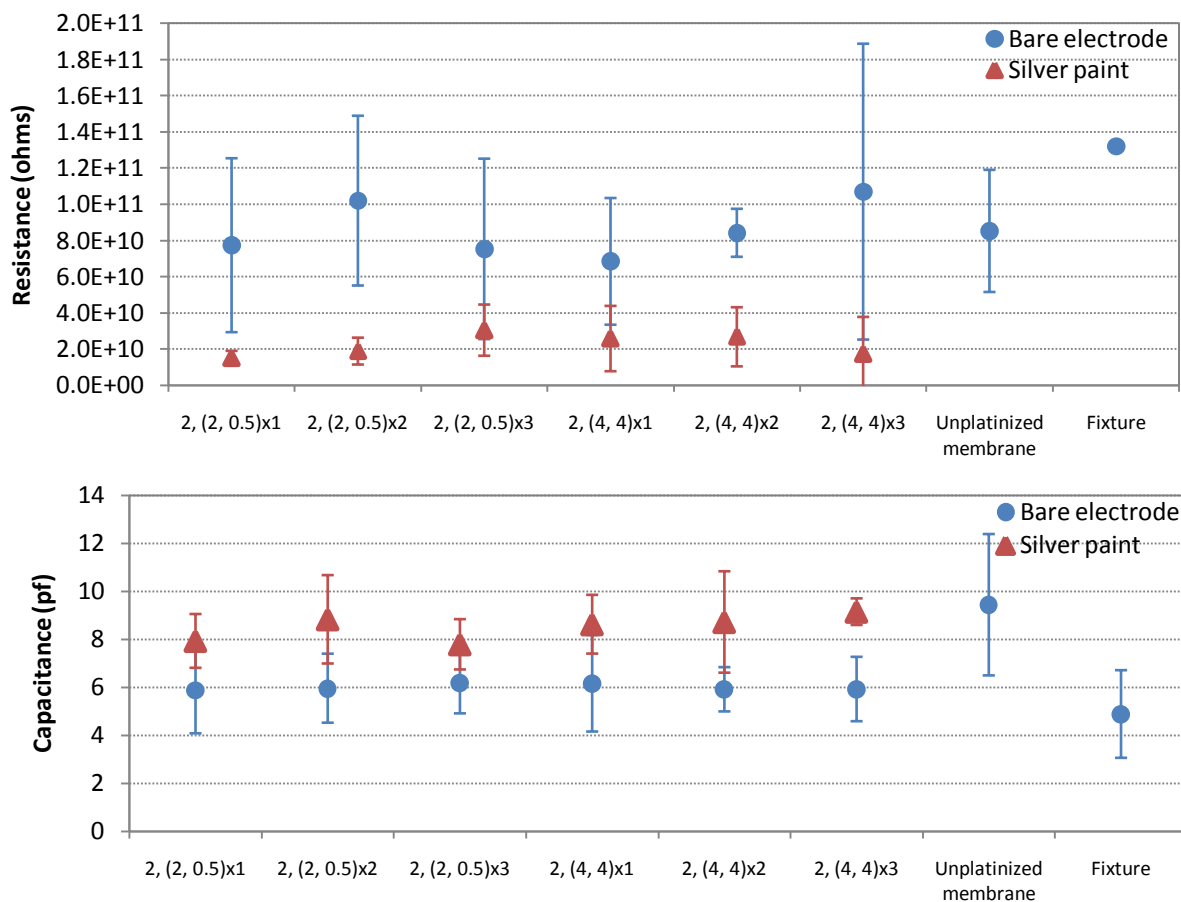 2.0E+11
1.8E+11
1.6E+11
1.4E+11
1.2E+11
1.0E+11
8.0E+10
6.0E+10
4.0E+10
2.0E+10
0.0E+00
Resistance (ohms)
Bare electrode
Silver paint
2, (2, 0.5)x1
2, (2, 0.5)x2
2, (2, 0.5)x3
2, (4, 4)x1
2, (4, 4)x2
2, (4, 4)x3
Unplatinized
membrane
Fixture
14
12
10
8
6
4
2
0
Capacitance (pf)
Bare electrode
Silver paint
2, (2, 0.5)x1
2, (2, 0.5)x2
2, (2, 0.5)x3
2, (4, 4)x1
2, (4, 4)x2
2, (4, 4)x3
Unplatinized
membrane
Fixture